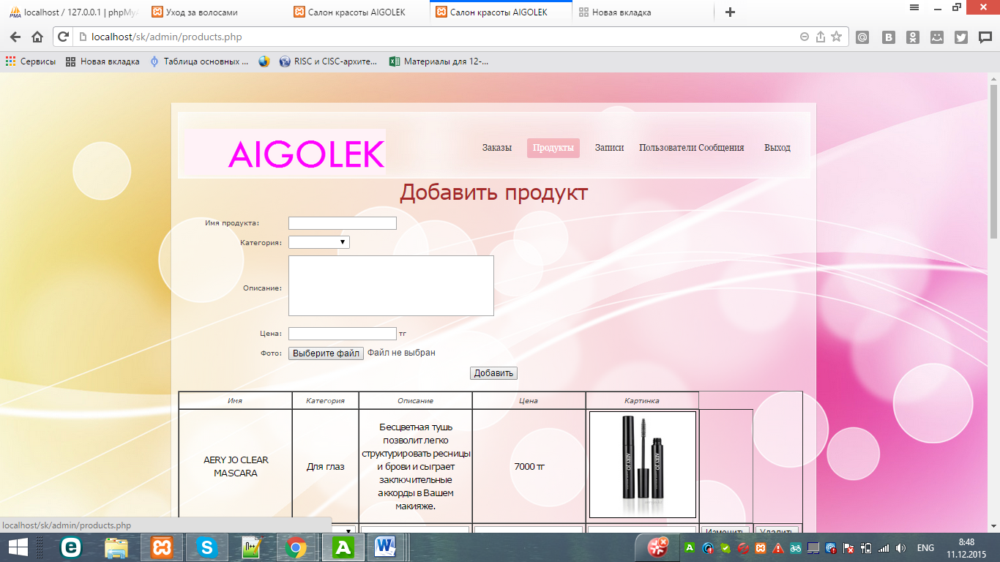 localhost / 127.0.0.1 | phpMyA
Уход за волосами
Салон красоты AIGOLEK
Салон красоты AIGOLEK
Новая вкладка
localhost/sk/admin/products.php
Сервисы
Новая вкладка
Таблица основных ...
RISC и CISC-архите...
Материалы для 12-...
AIGOLEK
Заказы
Продукты
Записи
Пользователи Сообщения
Выход
Добавить продукт
Имя продукта:
Категория:
Описание:
Цена:
тг
Фото:
Выберите файл
Файл не выбран
Добавить
Имя
Категория
Описание
Цена
Картинка
AERY JO CLEAR
MASCARA
Для глаз
Бесцветная тушь
позволит легко
структурировать ресницы
и брови и сыграет
заключительные
аккорды в Вашем
макияже.
7000 тг
AERY JO
Изменить
Удалить
localhost/sk/admin/products.php
ENG
8:48
11.12.2015